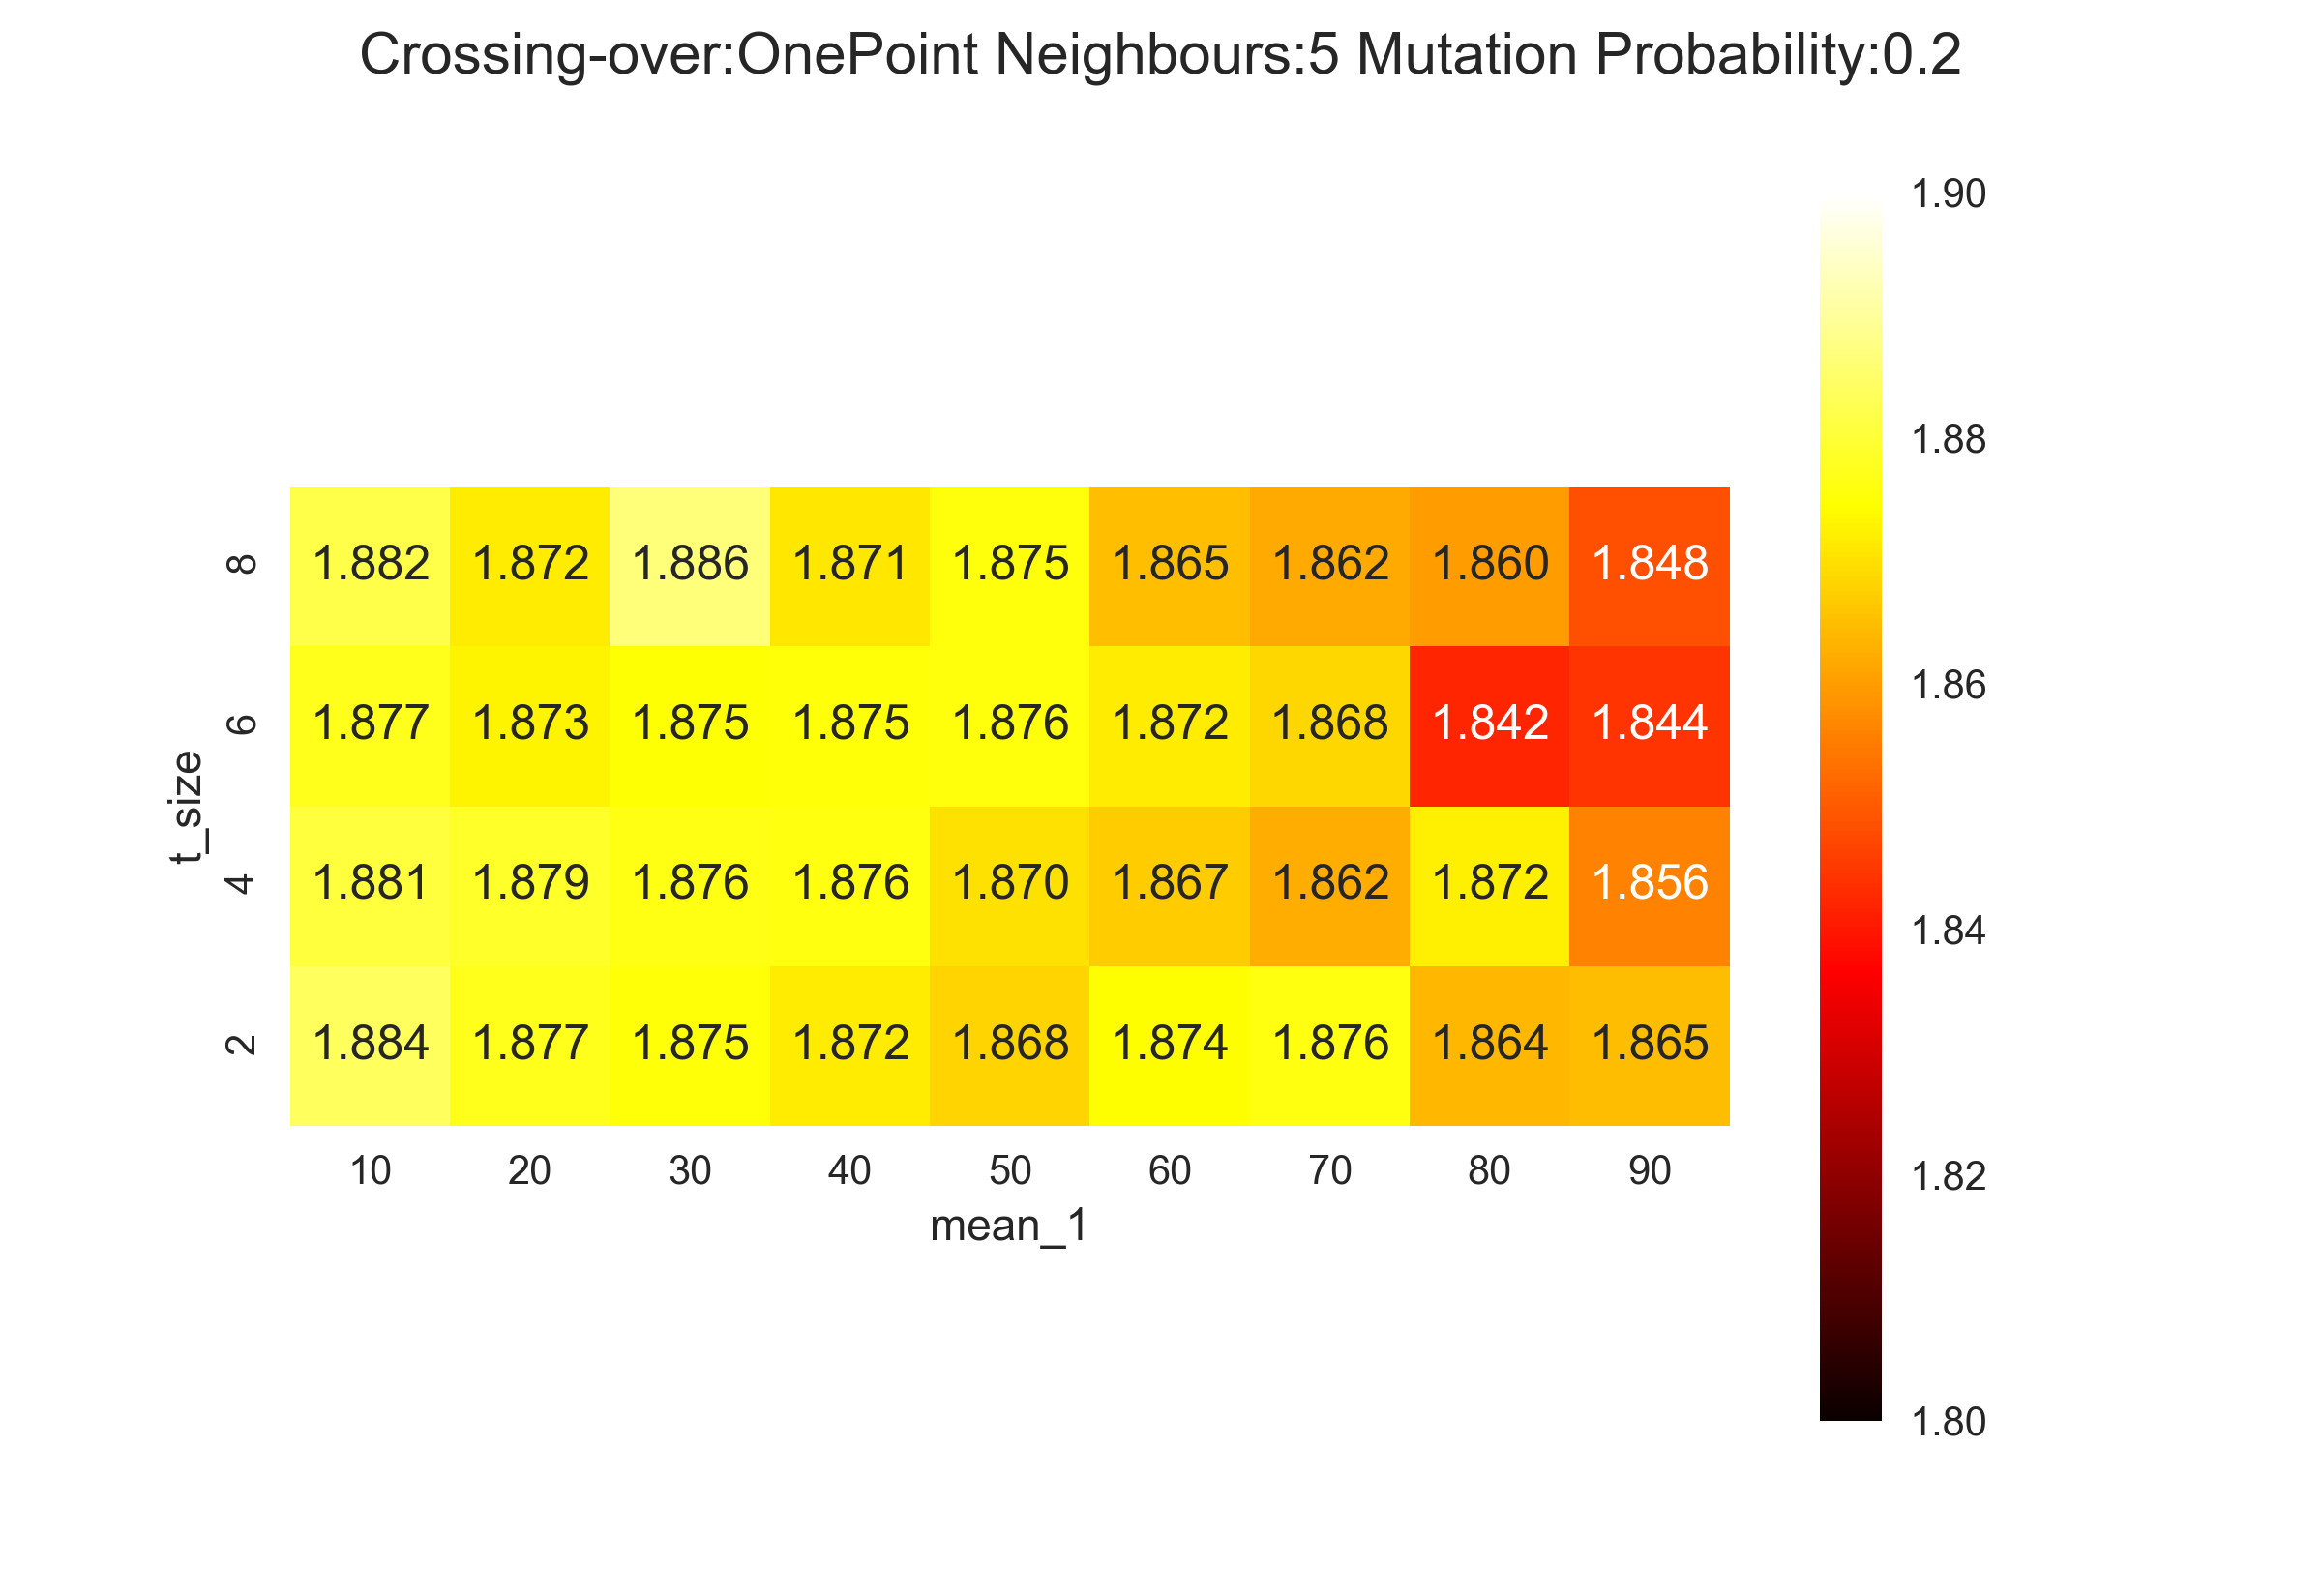 Crossing-over:OnePoint Neighbours:5 Mutation Probability:0.2
t_size
8 1.882 1.872 1.886 1.871 1.875 1.865 1.862 1.860 1.848
6 1.877 1.873 1.875 1.875 1.876 1.872 1.868 1.842 1.844
4 1.881 1.879 1.876 1.876 1.870 1.867 1.862 1.872 1.856
2 1.884 1.877 1.875 1.872 1.868 1.874 1.876 1.864 1.865
10 20 30 40 50 60 70 80 90
mean_1
1.90
1.88
1.86
1.84
1.82
1.80